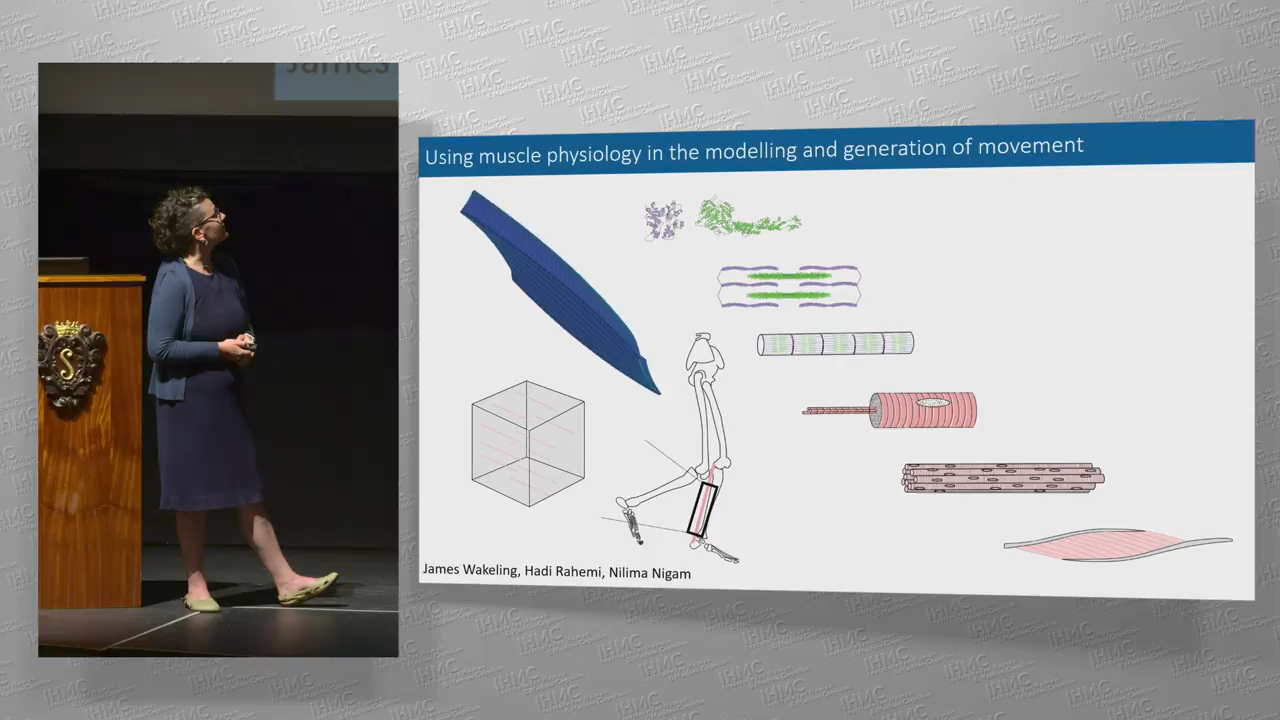 James
Using muscle physiology in the modelling and generation of movement
S
James Wakeling, Hadi Rahemi, Nilima Nigam
IHMC